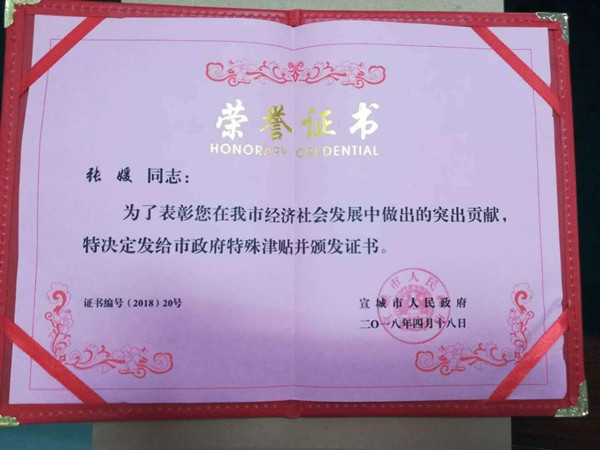 荣誉证书
HONORARY CREDENTIAL
张媛 同志：
为了表彰您在我市经济社会发展中做出的突出贡献，
特决定发给市政府特殊津贴并颁发证书。
证书编号（2018）20号
宣城市人民政府
二〇一八年四月十八日